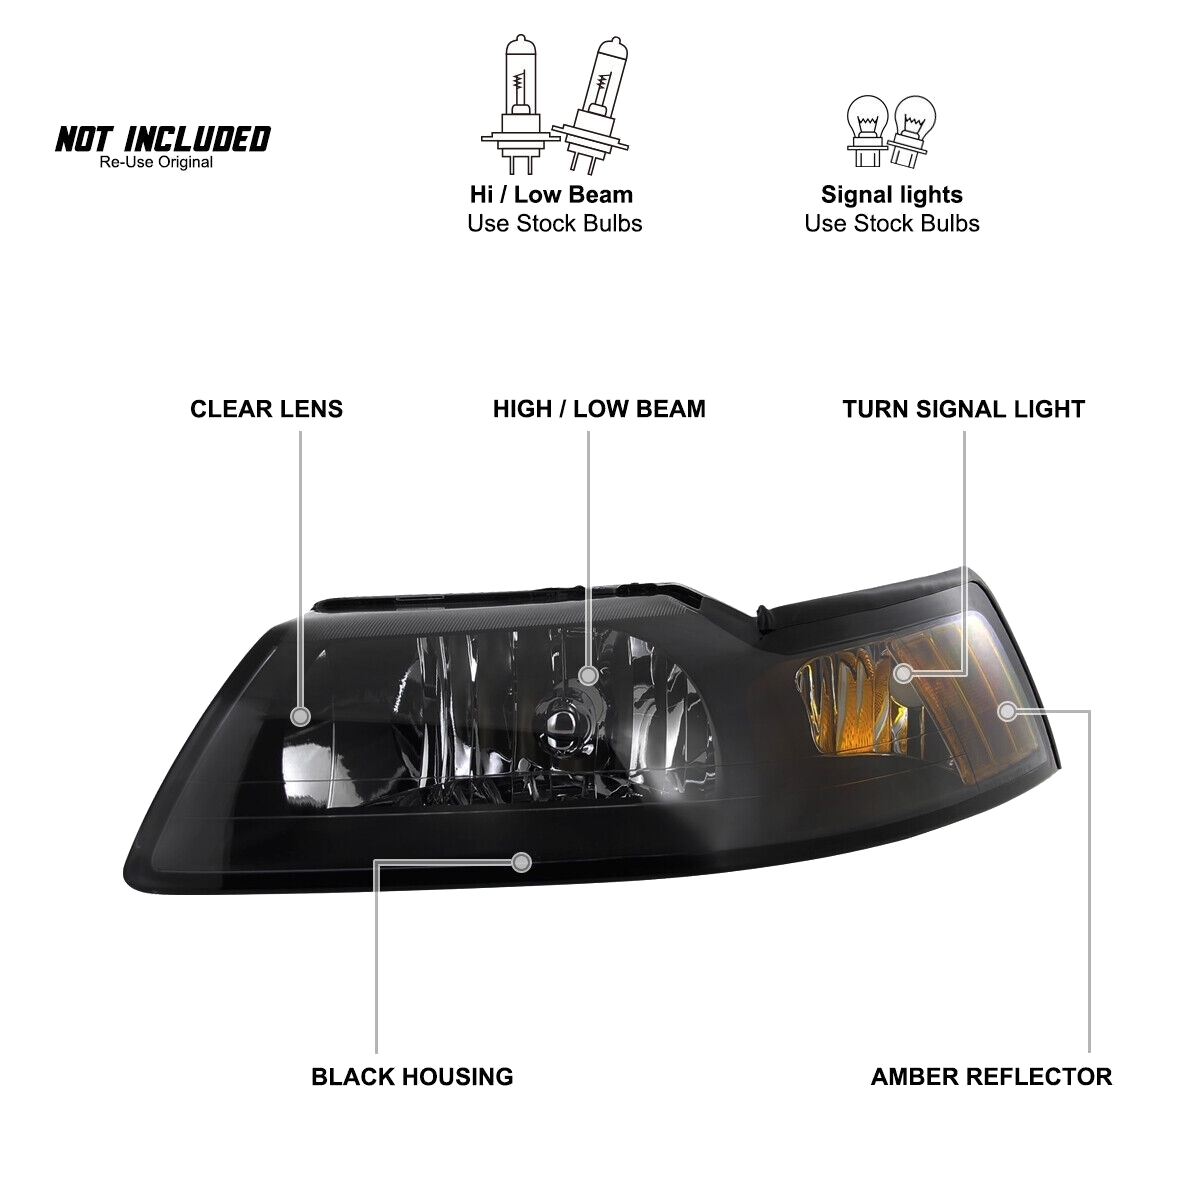 NOT INCLUDED
Re-Use Original
Hi / Low Beam
Use Stock Bulbs
Signal lights
Use Stock Bulbs
CLEAR LENS
HIGH / LOW BEAM
TURN SIGNAL LIGHT
BLACK HOUSING
AMBER REFLECTOR